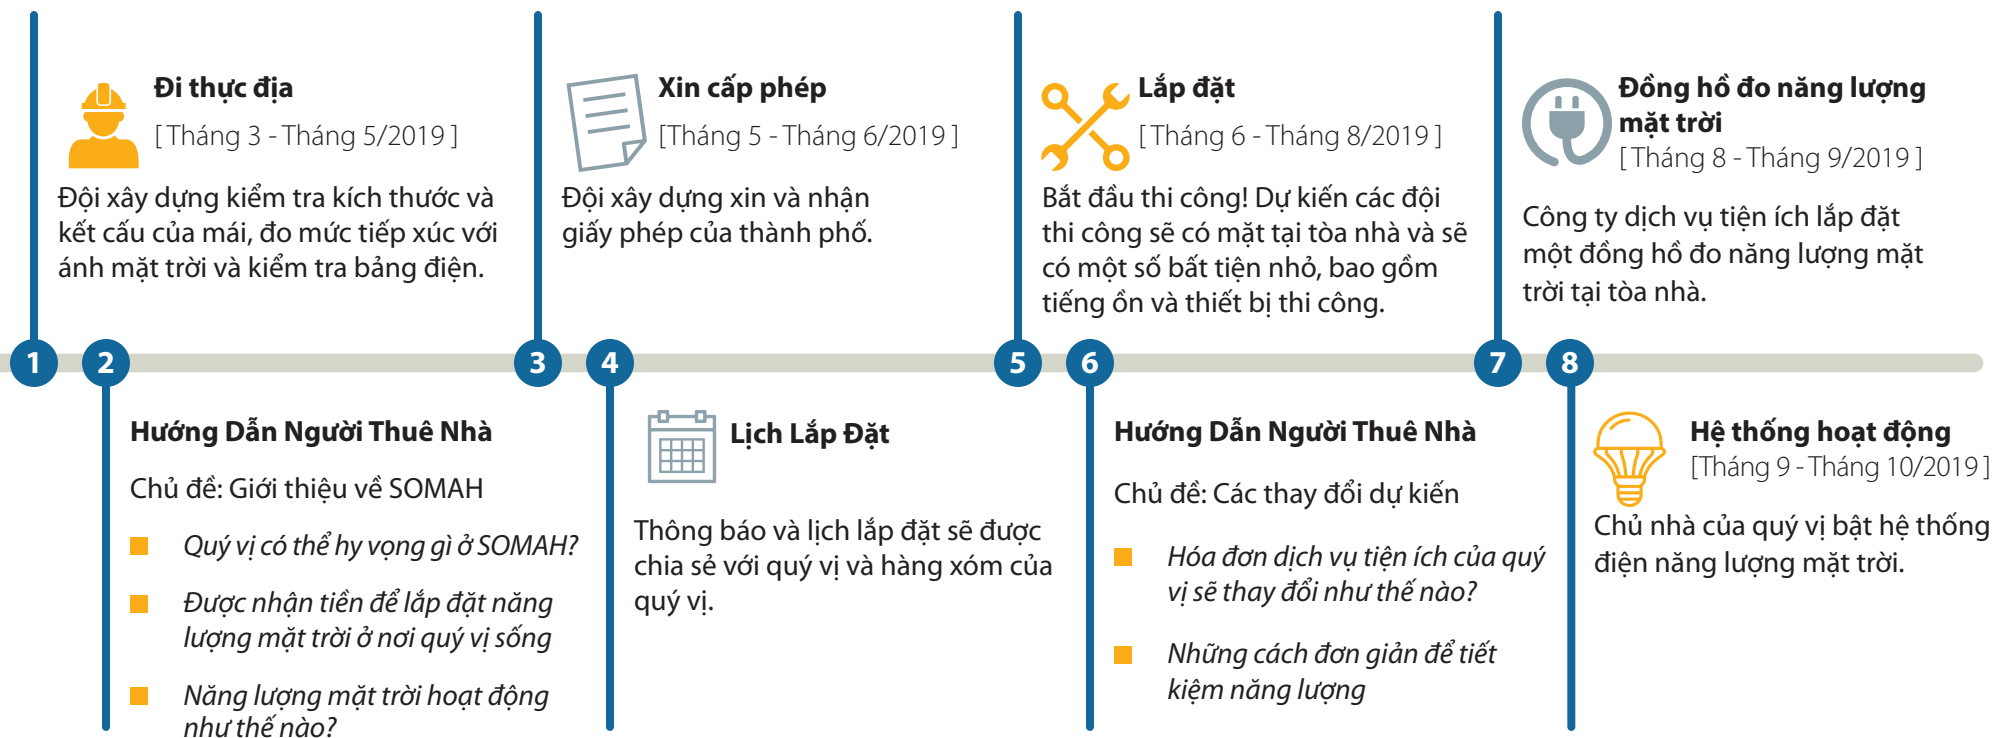 Đi thực địa
[ Tháng 3 - Tháng 5/2019 ]
Đội xây dựng kiểm tra kích thước và
kết cấu của mái, đo mức tiếp xúc với
ánh mặt trời và kiểm tra bảng điện.
Xin cấp phép
[Tháng 5 - Tháng 6/2019 ]
Đội xây dựng xin và nhận
giấy phép của thành phố.
Lắp đặt
[ Tháng 6 - Tháng 8/2019 ]
Bắt đầu thi công! Dự kiến các đội
thi công sẽ có mặt tại tòa nhà và sẽ
có một số bất tiện nhỏ, bao gồm
tiếng ồn và thiết bị thi công.
Đồng hồ đo năng lượng
mặt trời
[ Tháng 8 - Tháng 9/2019 ]
Công ty dịch vụ tiện ích lắp đặt
một đồng hồ đo năng lượng mặt
trời tại tòa nhà.
1
2
3
4
5
6
7
8
Hướng Dẫn Người Thuê Nhà
Chủ đề: Giới thiệu về SOMAH
Quý vị có thể hy vọng gì ở SOMAH?
Được nhận tiền để lắp đặt năng
lượng mặt trời ở nơi quý vị sống
Năng lượng mặt trời hoạt động
như thế nào?
Lịch Lắp Đặt
Thông báo và lịch lắp đặt sẽ được
chia sẻ với quý vị và hàng xóm của
quý vị.
Hướng Dẫn Người Thuê Nhà
Chủ đề: Các thay đổi dự kiến
Hóa đơn dịch vụ tiện ích của quý
vị sẽ thay đổi như thế nào?
Những cách đơn giản để tiết
kiệm năng lượng
Hệ thống hoạt động
[Tháng 9 - Tháng 10/2019 ]
Chủ nhà của quý vị bật hệ thống
điện năng lượng mặt trời.